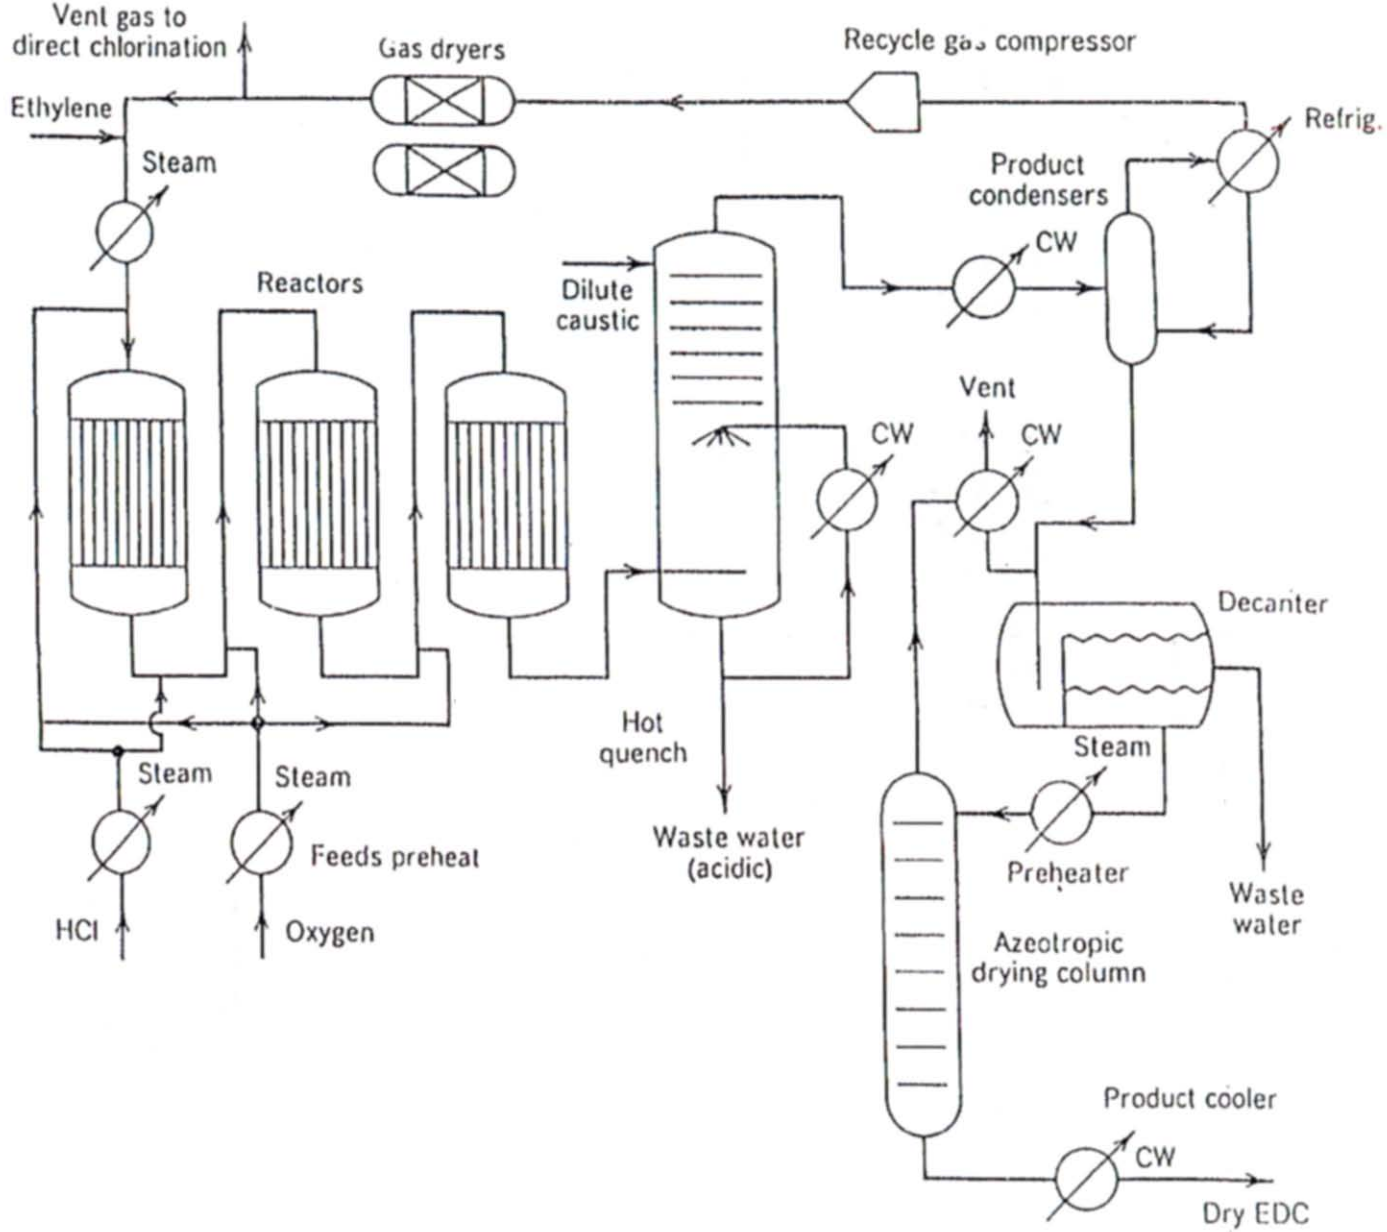 Vent gas to
direct chlorination
Gas dryers
Recycle gas compressor
Ethylene
Refrig.
Steam
Product
condensers
CW
Reactors
Dilute
caustic
Vent
CW
CW
Decanter
Hot
quench
Steam
Steam
Steam
Waste water
(acidic)
Feeds preheat
Preheater
Waste
water
HCl
Oxygen
Azeotropic
drying column
Product cooler
CW
Dry EDC